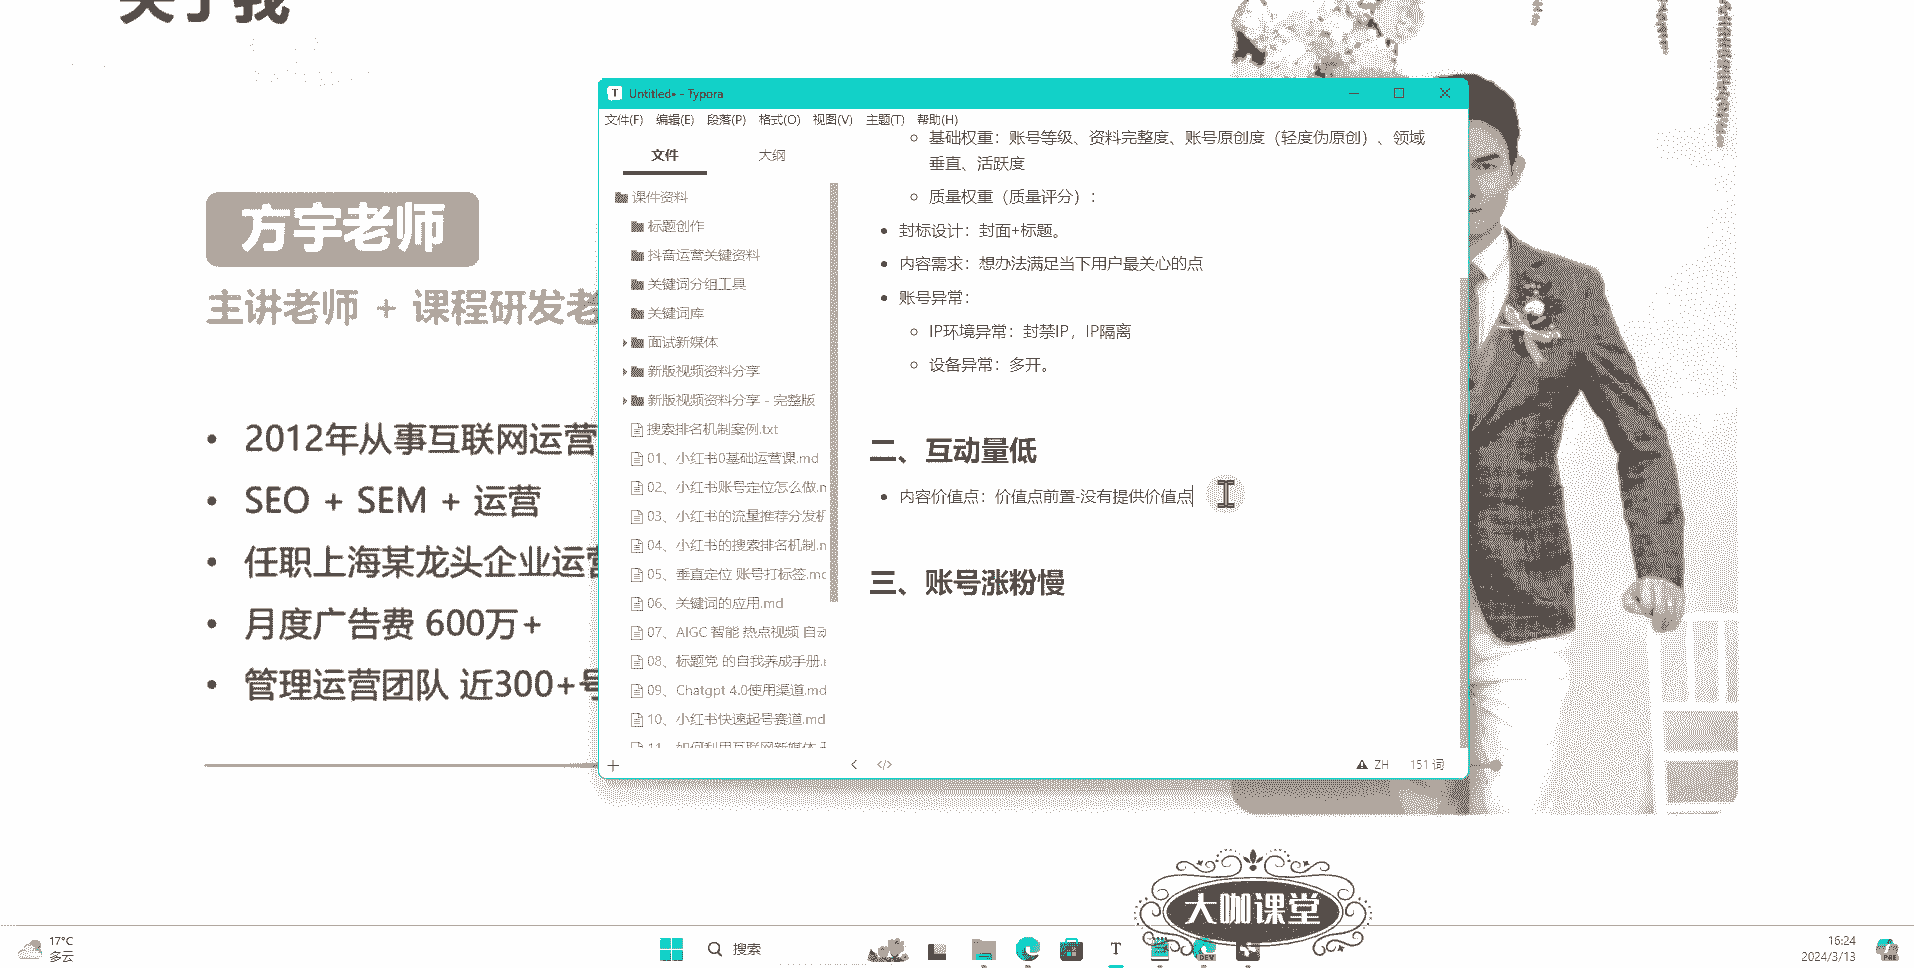 关于我
方宇老师
主讲老师 + 课程研发老
2012年从事互联网运营
SEO + SEM + 运营
任职上海某龙头企业运营
月度广告费 600万+
管理运营团队 近300+号
Untitled• - Typora
文件(F) 编辑(E) 段落(P) 格式(O) 视图(V) 主题(T) 帮助(H)
文件 大纲
课件资料
标题创作
抖音运营关键资料
关键词分组工具
关键词库
面试新媒体
新版视频资料分享
新版视频资料分享 - 完整版
搜索排名机制案例.txt
01、小红书0基础运营课.md
02、小红书账号定位怎么做.m
03、小红书的流量推荐分发机
04、小红书的搜索排名机制.m
05、垂直定位 账号打标签.mc
06、关键词的应用.md
07、AIGC 智能 热点视频 自动
08、标题党 的自我养成手册.
09、Chatgpt 4.0使用渠道.md
10、小红书快速起号赛道.md
11、如何利用互联网新媒体
基础权重：账号等级、资料完整度、账号原创度（轻度伪原创）、领域
垂直、活跃度
质量权重（质量评分）：
封标设计：封面+标题。
内容需求：想办法满足当下用户最关心的点
账号异常：
IP环境异常：封禁IP，IP隔离
设备异常：多开。
二、互动量低
内容价值点：价值点前置-没有提供价值点
三、账号涨粉慢
ZH 151 词
大咖课堂
17°C
多云
搜索
T
DEV
16:24
2024/3/13
PRE